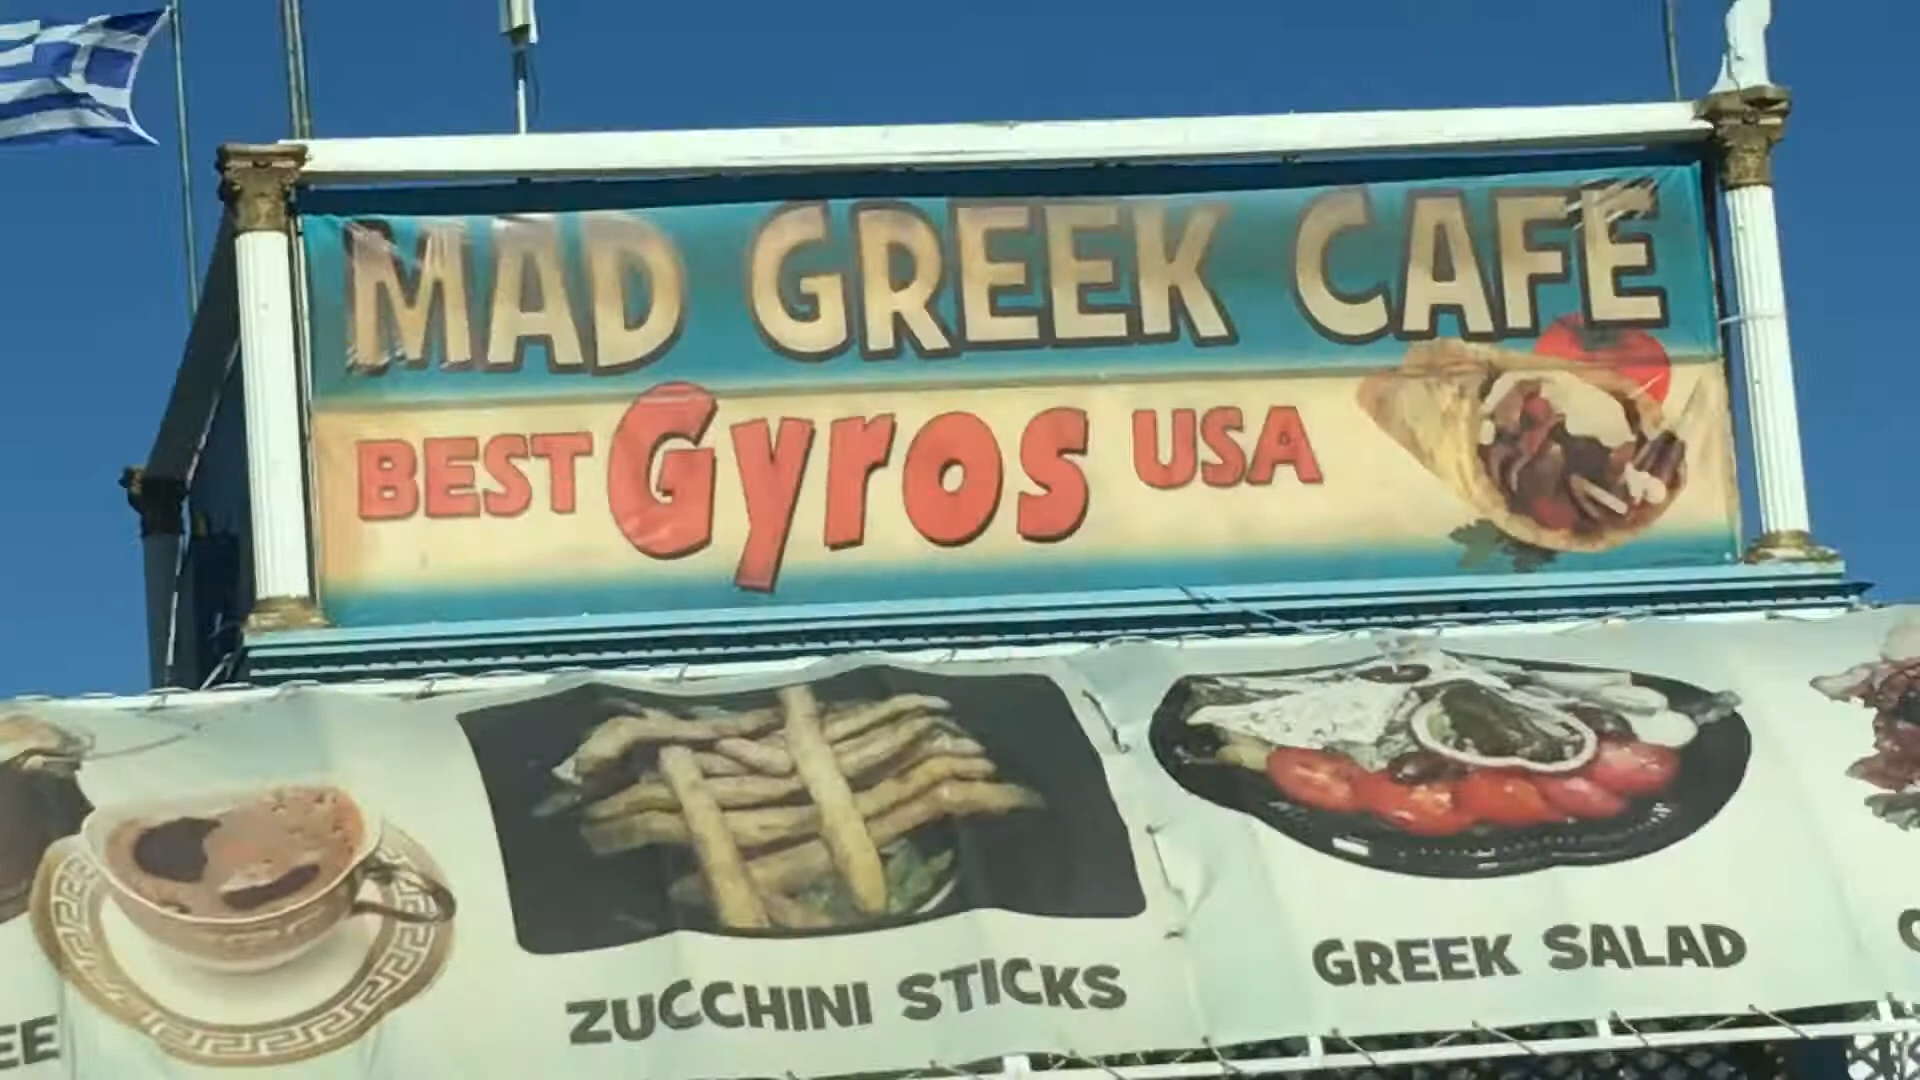 MAD GREEK CAFE
BEST Gyros USA
ZUCCHINI STICKS
GREEK SALAD